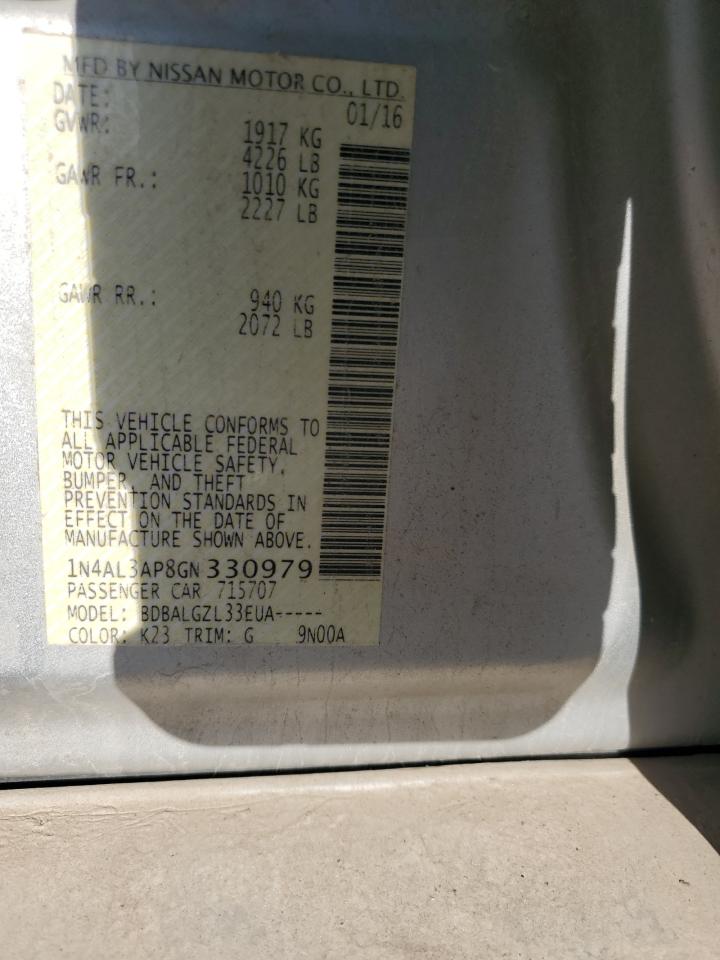 MFD BY NISSAN MOTOR CO., LTD.
DATE: 01/16
GVWR: 1917 KG
4226 LB
GAWR FR.: 1010 KG
2227 LB
GAWR RR.: 940 KG
2072 LB
THIS VEHICLE CONFORMS TO
ALL APPLICABLE FEDERAL
MOTOR VEHICLE SAFETY,
BUMPER, AND THEFT
PREVENTION STANDARDS IN
EFFECT ON THE DATE OF
MANUFACTURE SHOWN ABOVE.
1N4AL3AP8GN330979
PASSENGER CAR 715707
MODEL: BDBALGZL33EUA-----
COLOR: K23 TRIM: G 9N00A